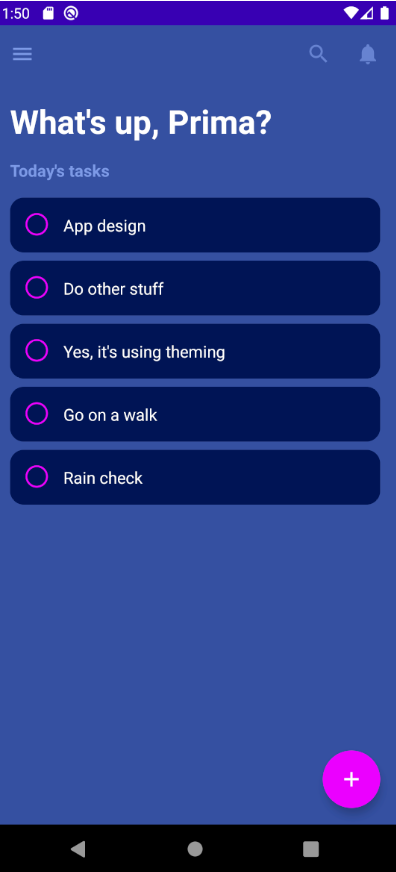 1:50
What's up, Prima?
Today's tasks
App design
Do other stuff
Yes, it's using theming
Go on a walk
Rain check
+